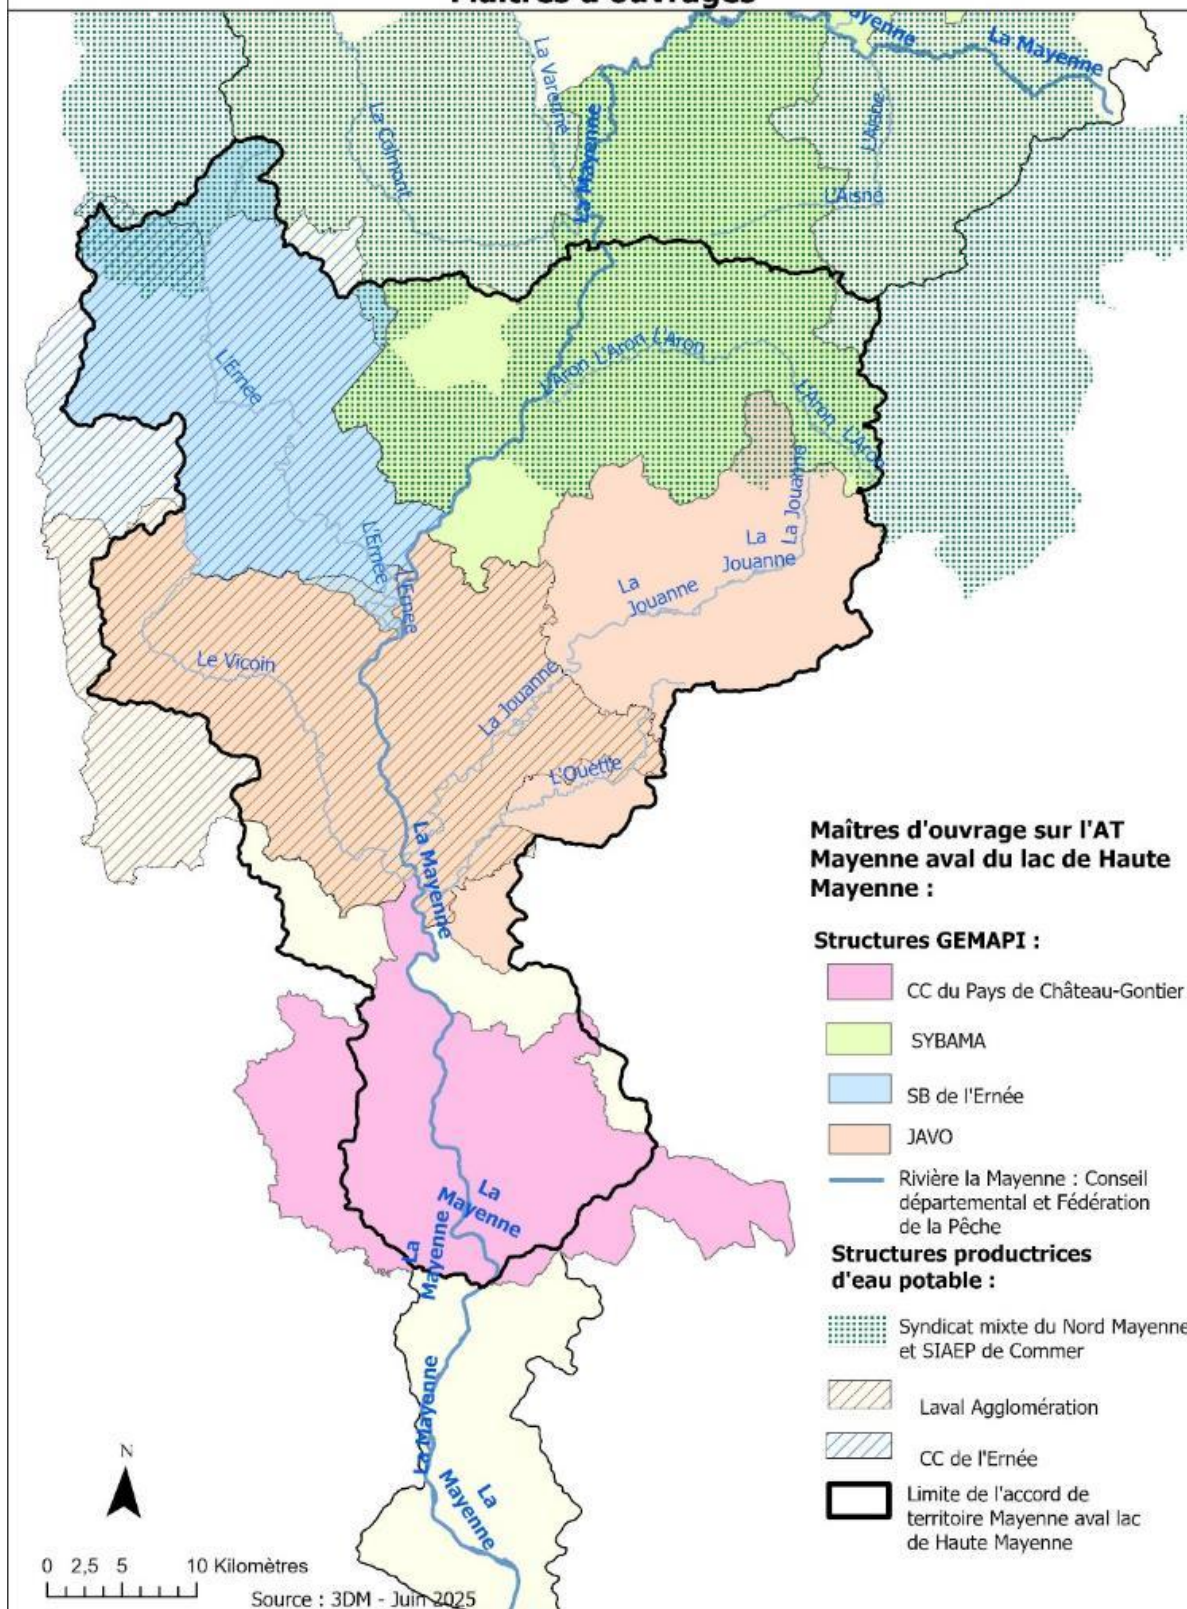 Maîtres d'ouvrages
Mayenne
La Mayenne
La Varenne
La Colmont
La Mayenne
L'Aisne
L'Aisne
L'Ernée
L'Aron
L'Aron
L'Aron
L'Aron
L'Aron
La Jouanne
La
Jouanne
La
Jouanne
L'Ernée
L'Ernée
Le Vicoin
La Jouanne
L'Ouette
La Mayenne
La
Mayenne
La
Mayenne
La Mayenne
La
Mayenne
Maîtres d'ouvrage sur l'AT
Mayenne aval du lac de Haute
Mayenne :
Structures GEMAPI :
CC du Pays de Château-Gontier
SYBAMA
SB de l'Ernée
JAVO
Rivière la Mayenne : Conseil
départemental et Fédération
de la Pêche
Structures productrices
d'eau potable :
Syndicat mixte du Nord Mayenne
et SIAEP de Commer
Laval Agglomération
CC de l'Ernée
Limite de l'accord de
territoire Mayenne aval lac
de Haute Mayenne
N
0 2,5 5 10 Kilomètres
Source : 3DM - Juin 2025